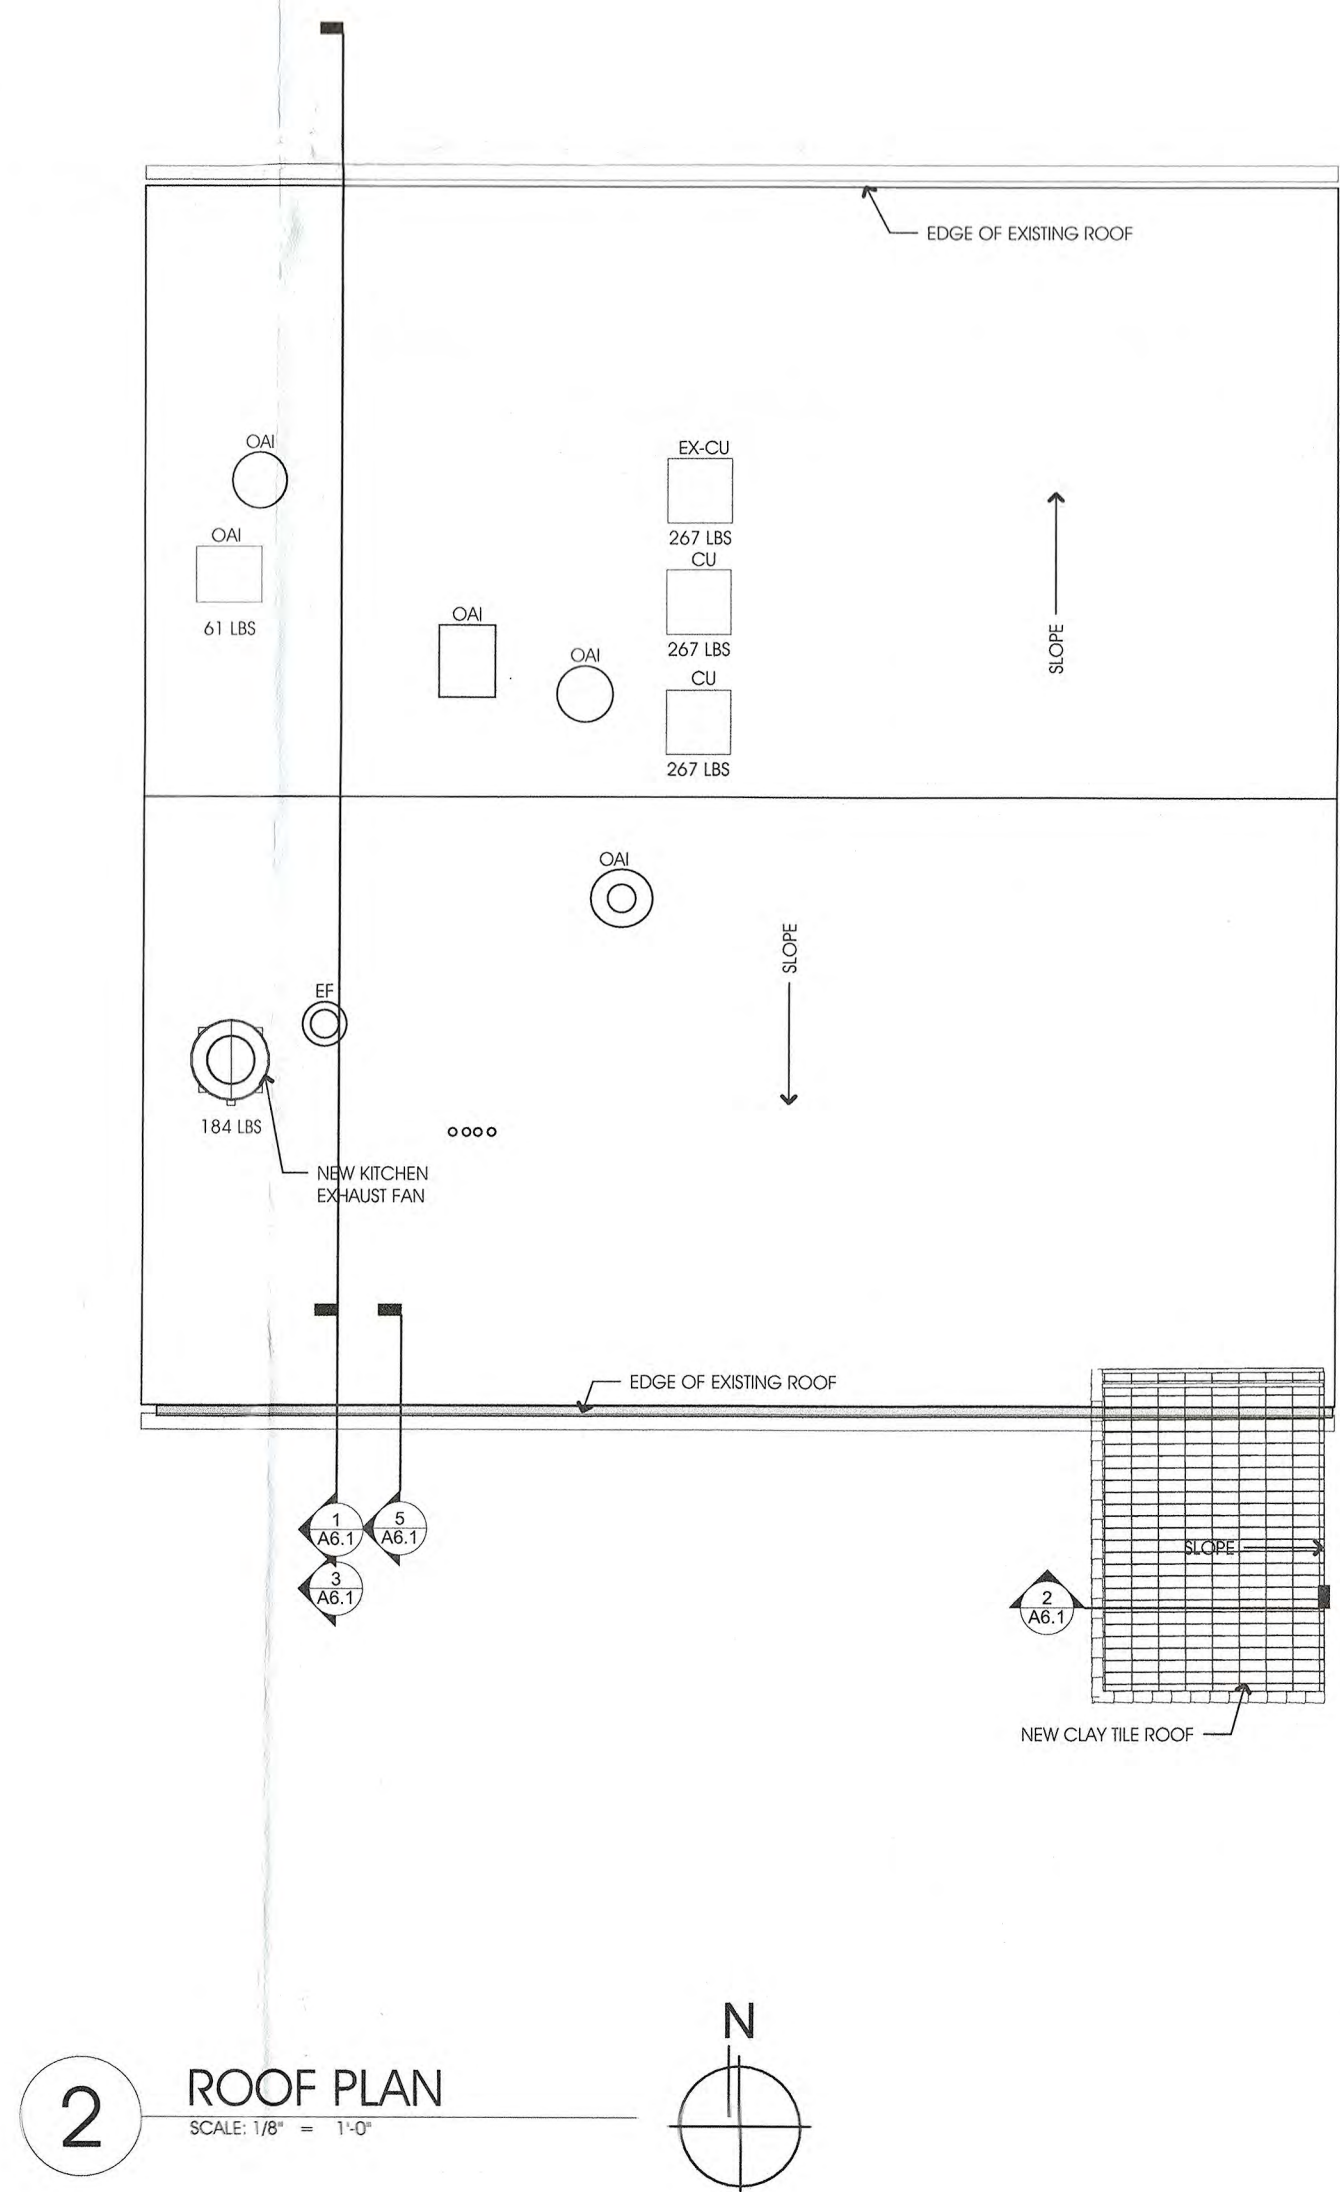 EDGE OF EXISTING ROOF
OAI
EX-CU
267 LBS
OAI
61 LBS
CU
267 LBS
OAI
OAI
CU
267 LBS
SLOPE
OAI
SLOPE
EF
184 LBS
NEW KITCHEN
EXHAUST FAN
EDGE OF EXISTING ROOF
1
A6.1
5
A6.1
3
A6.1
SLOPE
2
A6.1
NEW CLAY TILE ROOF
N
2
ROOF PLAN
SCALE: 1/8" = 1'-0"